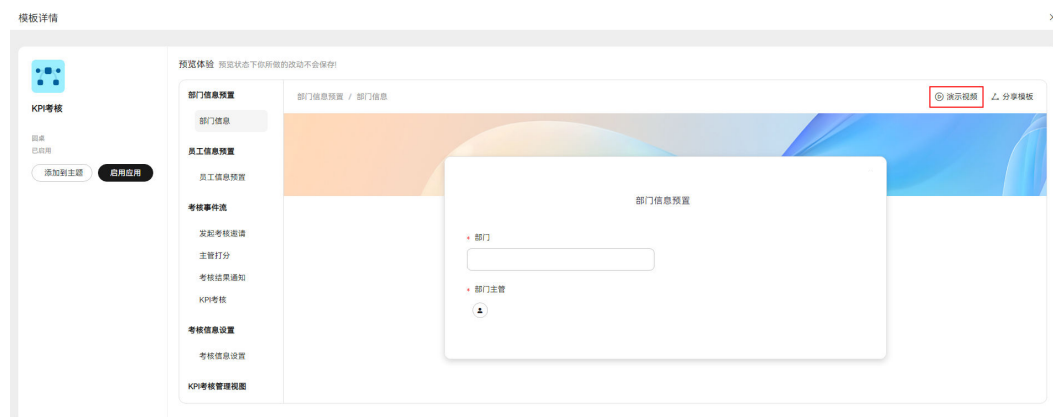 模板详情
KPI考核
圆桌
已启用
添加到主题
启用应用
预览体验 预览状态下你所做的改动不会保存!
部门信息预置
部门信息
员工信息预置
员工信息预置
考核事件流
发起考核邀请
主管打分
考核结果通知
KPI考核
考核信息设置
考核信息设置
KPI考核管理视图
部门信息预置 / 部门信息
演示视频
分享模板
部门信息预置
* 部门
* 部门主管